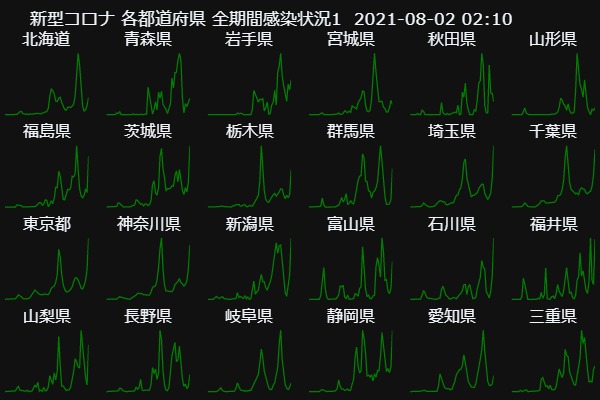 新型コロナ 各都道府県 全期間感染状況1 2021-08-02 02:10
北海道 青森県 岩手県 宮城県 秋田県 山形県
福島県 茨城県 栃木県 群馬県 埼玉県 千葉県
東京都 神奈川県 新潟県 富山県 石川県 福井県
山梨県 長野県 岐阜県 静岡県 愛知県 三重県